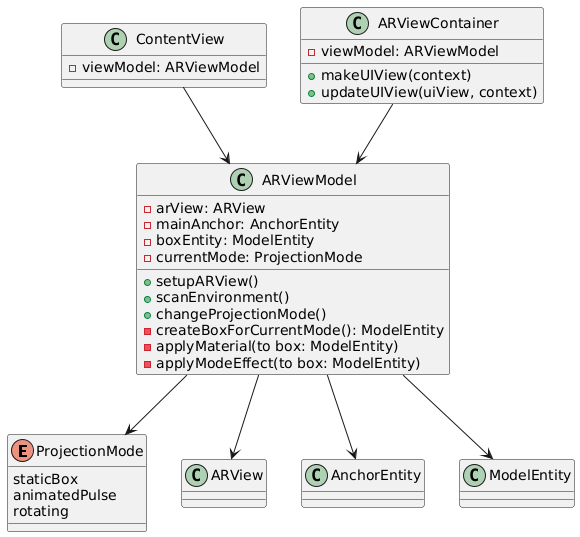 C ContentView
viewModel: ARViewModel
C ARViewContainer
viewModel: ARViewModel
makeUIView(context)
updateUIView(uiView, context)
C ARViewModel
arView: ARView
mainAnchor: AnchorEntity
boxEntity: ModelEntity
currentMode: ProjectionMode
setupARView()
scanEnvironment()
changeProjectionMode()
createBoxForCurrentMode(): ModelEntity
applyMaterial(to box: ModelEntity)
applyModeEffect(to box: ModelEntity)
E ProjectionMode
staticBox
animatedPulse
rotating
C ARView
C AnchorEntity
C ModelEntity